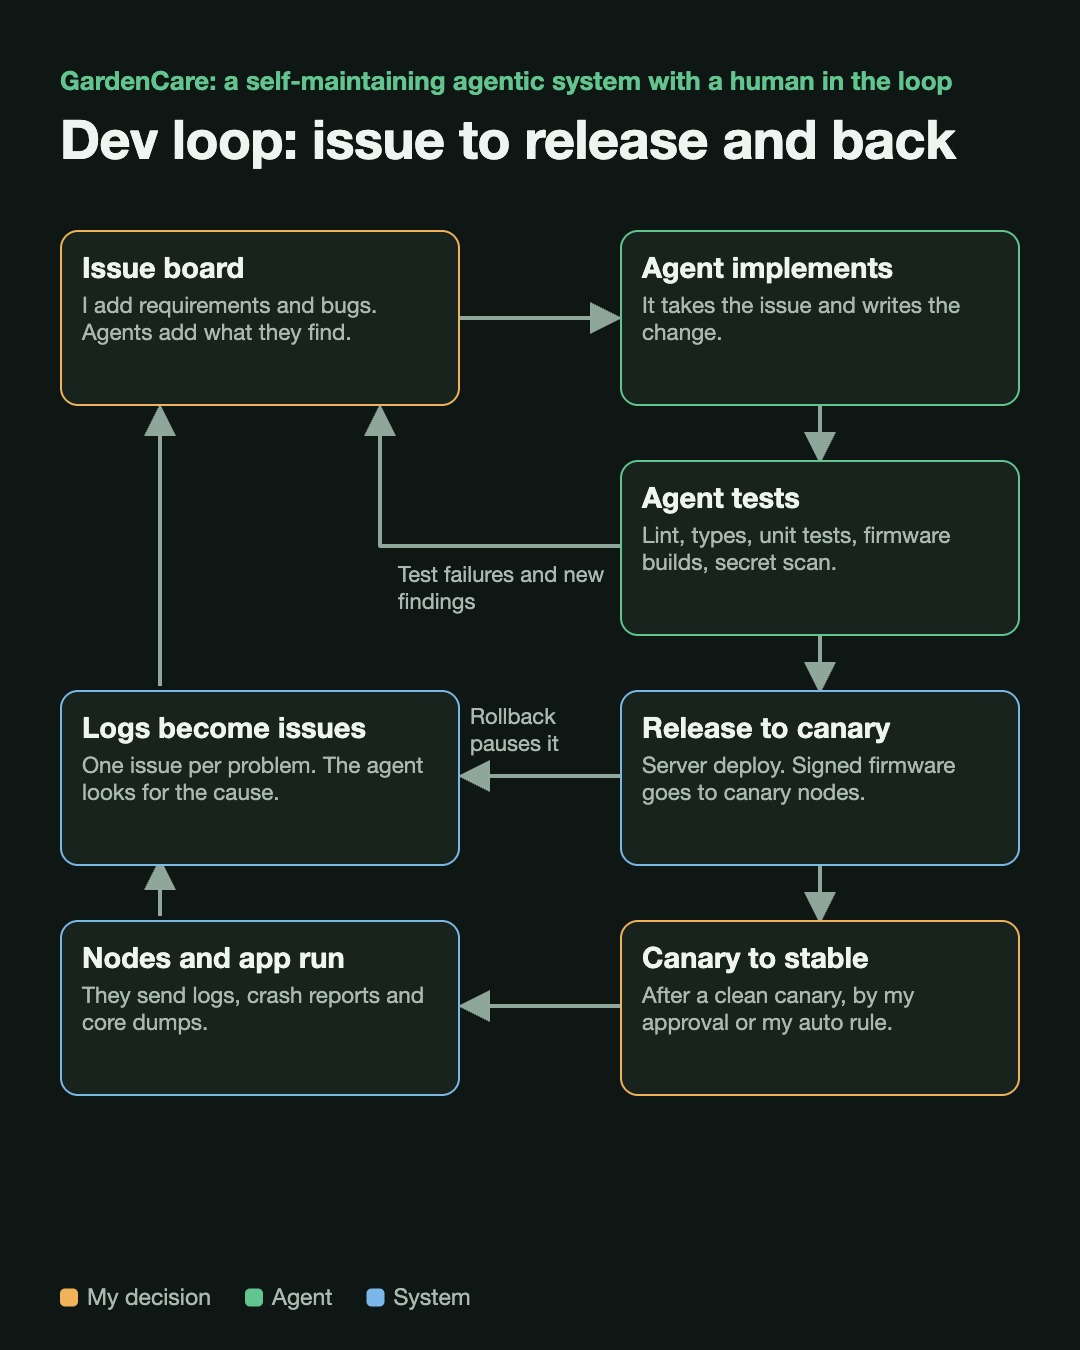 GardenCare: a self-maintaining agentic system with a human in the loop
Dev loop: issue to release and back
Issue board
I add requirements and bugs.
Agents add what they find.
Agent implements
It takes the issue and writes the
change.
Agent tests
Lint, types, unit tests, firmware
builds, secret scan.
Test failures and new
findings
Logs become issues
One issue per problem. The agent
looks for the cause.
Rollback
pauses it
Release to canary
Server deploy. Signed firmware
goes to canary nodes.
Nodes and app run
They send logs, crash reports and
core dumps.
Canary to stable
After a clean canary, by my
approval or my auto rule.
My decision
Agent
System